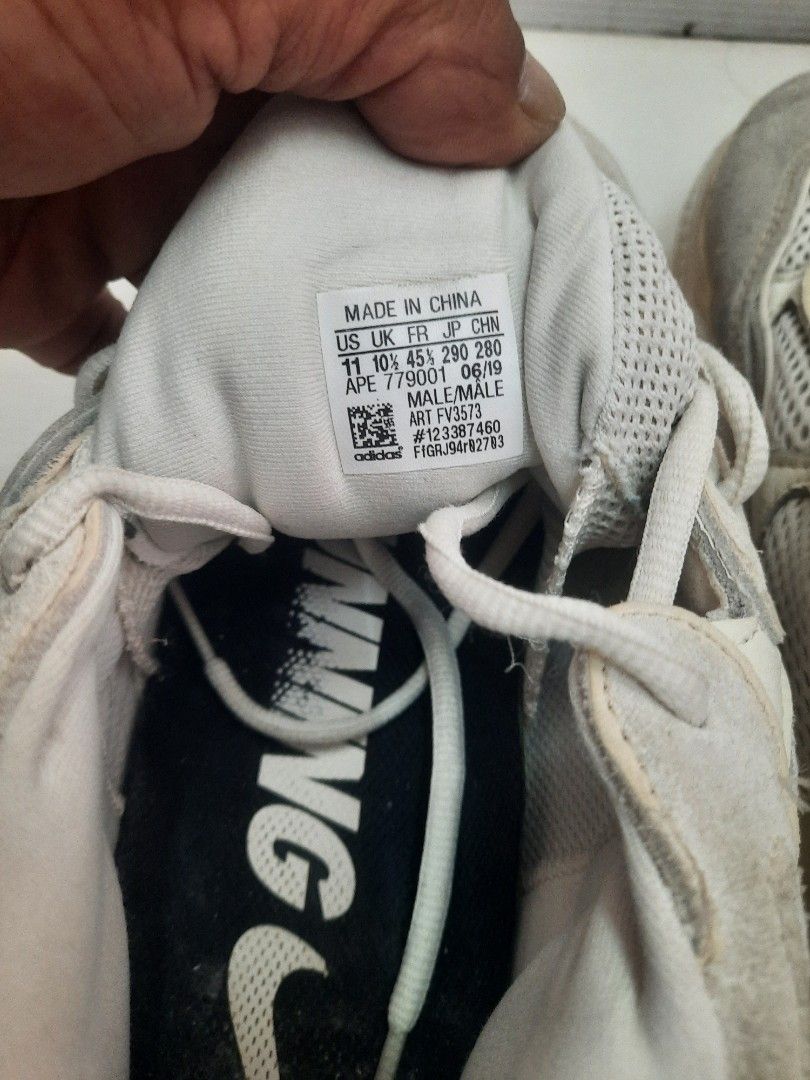 MADE IN CHINA
US UK FR JP CHN
11 10½ 45⅓ 290 280
APE 779001 06/19
MALE/MÂLE
ART FV3573
#123387460
adidas